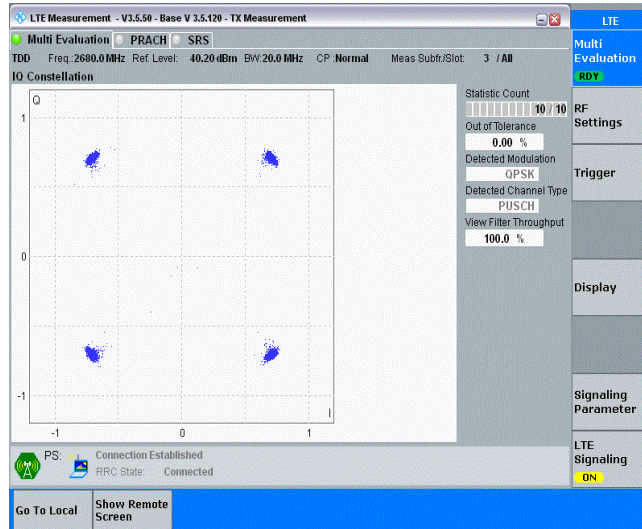 LTE Measurement - V3.5.50 - Base V 3.5.120 - TX Measurement
LTE
Multi Evaluation PRACH SRS
Multi
Evaluation
RDY
TDD Freq.:2680.0 MHz Ref. Level: 40.20 dBm BW:20.0 MHz CP :Normal Meas Subfr./Slot: 3 / All
IQ Constellation
Q
1
0
-1
-1 0 1
I
Statistic Count
10 / 10
Out of Tolerance
0.00 %
Detected Modulation
QPSK
Detected Channel Type
PUSCH
View Filter Throughput
100.0 %
RF
Settings
Trigger
Display
Signaling
Parameter
LTE
Signaling
ON
PS: Connection Established
RRC State: Connected
Go To Local
Show Remote
Screen